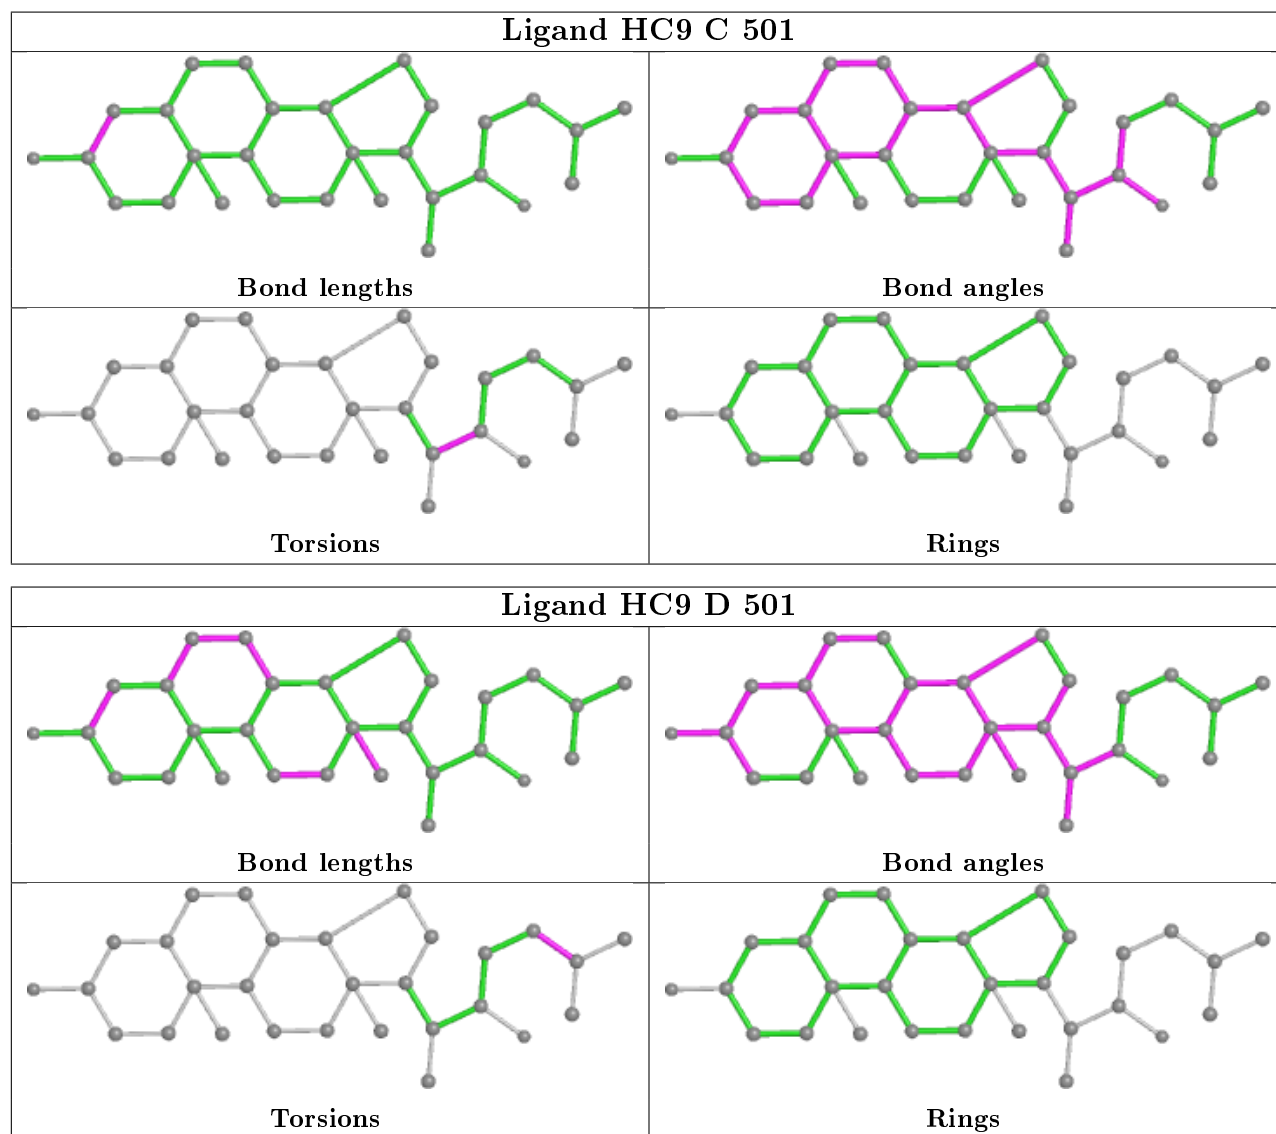 Ligand HC9 C 501
Bond lengths
Bond angles
Torsions
Rings
Ligand HC9 D 501
Bond lengths
Bond angles
Torsions
Rings